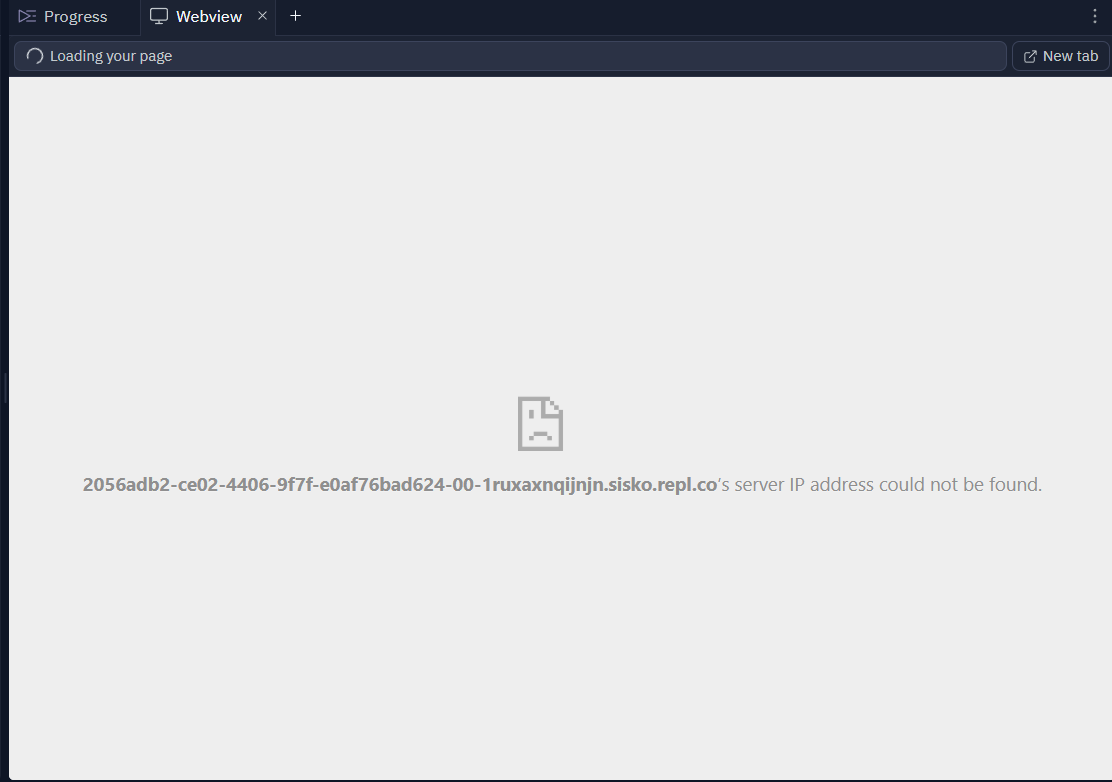 Progress
Webview
Loading your page
New tab
2056adb2-ce02-4406-9f7f-e0af76bad624-00-1ruxaxnqijnjn.sisko.repl.co's server IP address could not be found.